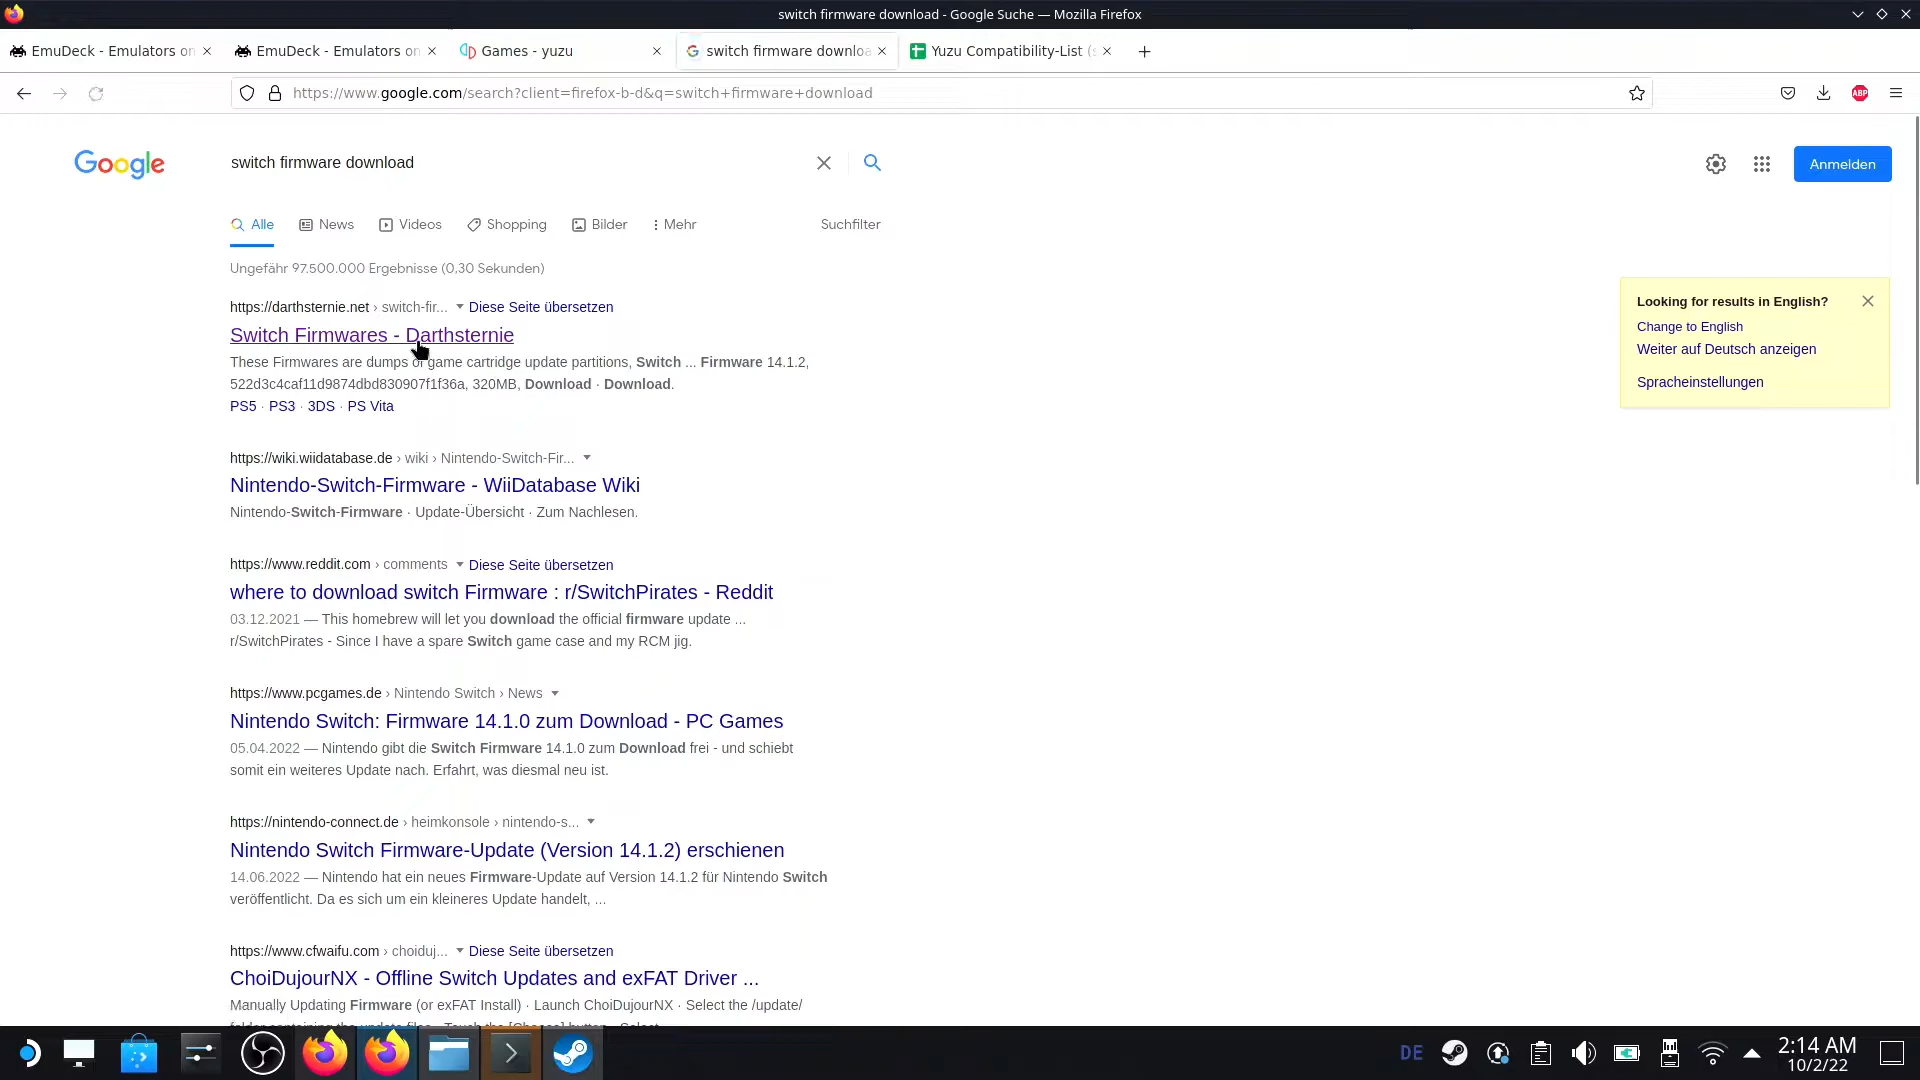 switch firmware download - Google Suche — Mozilla Firefox
EmuDeck - Emulators on
EmuDeck - Emulators on
Games - yuzu
switch firmware downloa
Yuzu Compatibility-List (s
https://www.google.com/search?client=firefox-b-d&q=switch+firmware+download
ABP
Google
switch firmware download
Anmelden
Alle
News
Videos
Shopping
Bilder
Mehr
Suchfilter
Ungefähr 97.500.000 Ergebnisse (0,30 Sekunden)
https://darthsternie.net › switch-fir... Diese Seite übersetzen
Switch Firmwares - Darthsternie
These Firmwares are dumps of game cartridge update partitions, Switch ... Firmware 14.1.2,
522d3c4caf11d9874dbd830907f1f36a, 320MB, Download · Download.
PS5 · PS3 · 3DS · PS Vita
Looking for results in English?
Change to English
Weiter auf Deutsch anzeigen
Spracheinstellungen
https://wiki.wiidatabase.de › wiki › Nintendo-Switch-Fir...
Nintendo-Switch-Firmware - WiiDatabase Wiki
Nintendo-Switch-Firmware · Update-Übersicht · Zum Nachlesen.
https://www.reddit.com › comments Diese Seite übersetzen
where to download switch Firmware : r/SwitchPirates - Reddit
03.12.2021 — This homebrew will let you download the official firmware update ...
r/SwitchPirates - Since I have a spare Switch game case and my RCM jig.
https://www.pcgames.de › Nintendo Switch › News
Nintendo Switch: Firmware 14.1.0 zum Download - PC Games
05.04.2022 — Nintendo gibt die Switch Firmware 14.1.0 zum Download frei - und schiebt
somit ein weiteres Update nach. Erfahrt, was diesmal neu ist.
https://nintendo-connect.de › heimkonsole › nintendo-s...
Nintendo Switch Firmware-Update (Version 14.1.2) erschienen
14.06.2022 — Nintendo hat ein neues Firmware-Update auf Version 14.1.2 für Nintendo Switch
veröffentlicht. Da es sich um ein kleineres Update handelt, ...
https://www.cfwaifu.com › choiduj... Diese Seite übersetzen
ChoiDujourNX - Offline Switch Updates and exFAT Driver ...
Manually Updating Firmware (or exFAT Install) · Launch ChoiDujourNX · Select the /update/
DE
2:14 AM
10/2/22